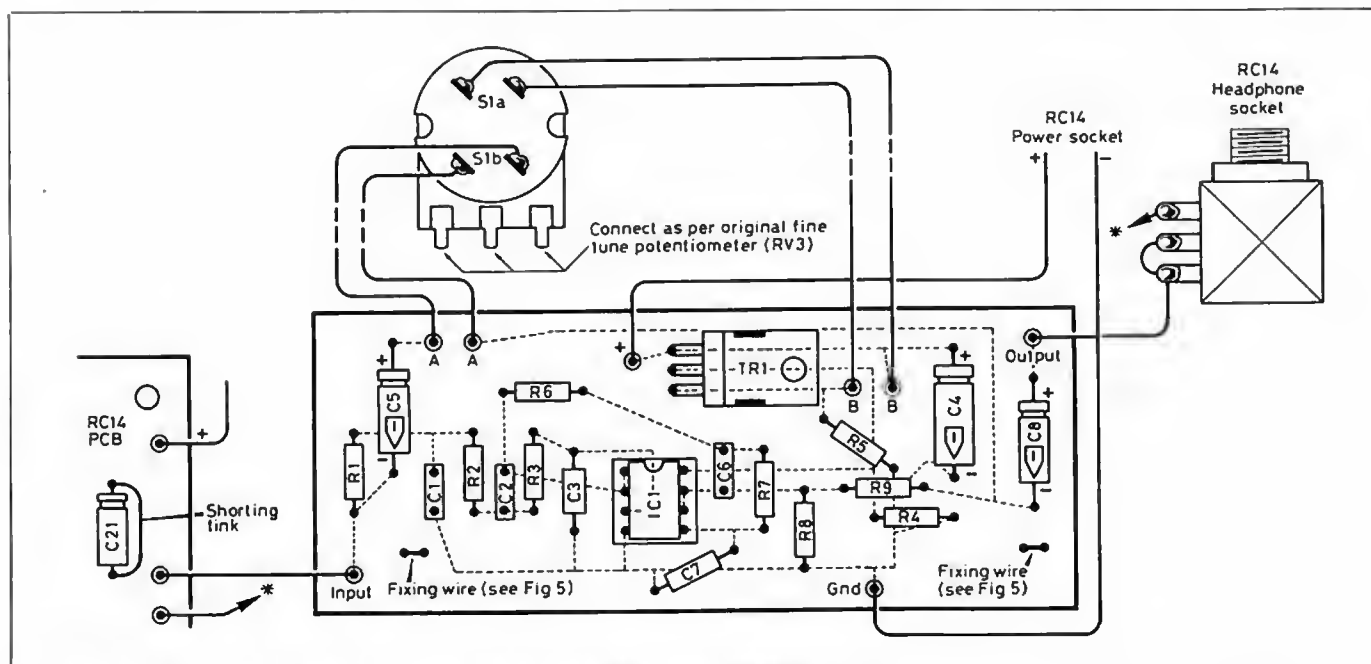 RC14
Headphone
socket
S1a
RC14
Power socket
+
-
S1b
*
Connect as per original fine
tune potentiometer (RV3)
A
A
+
TR1
+
Output
+
C5
R6
B
B
C4
+
RC14
PCB
+
R5
C8
R1
C1
R2
C2
R3
C3
IC1
C6
R7
R9
-
-
-
Shorting
link
C21
R8
R4
C7
Input
Fixing wire (see Fig 5)
Gnd
Fixing wire
(see Fig 5)
*